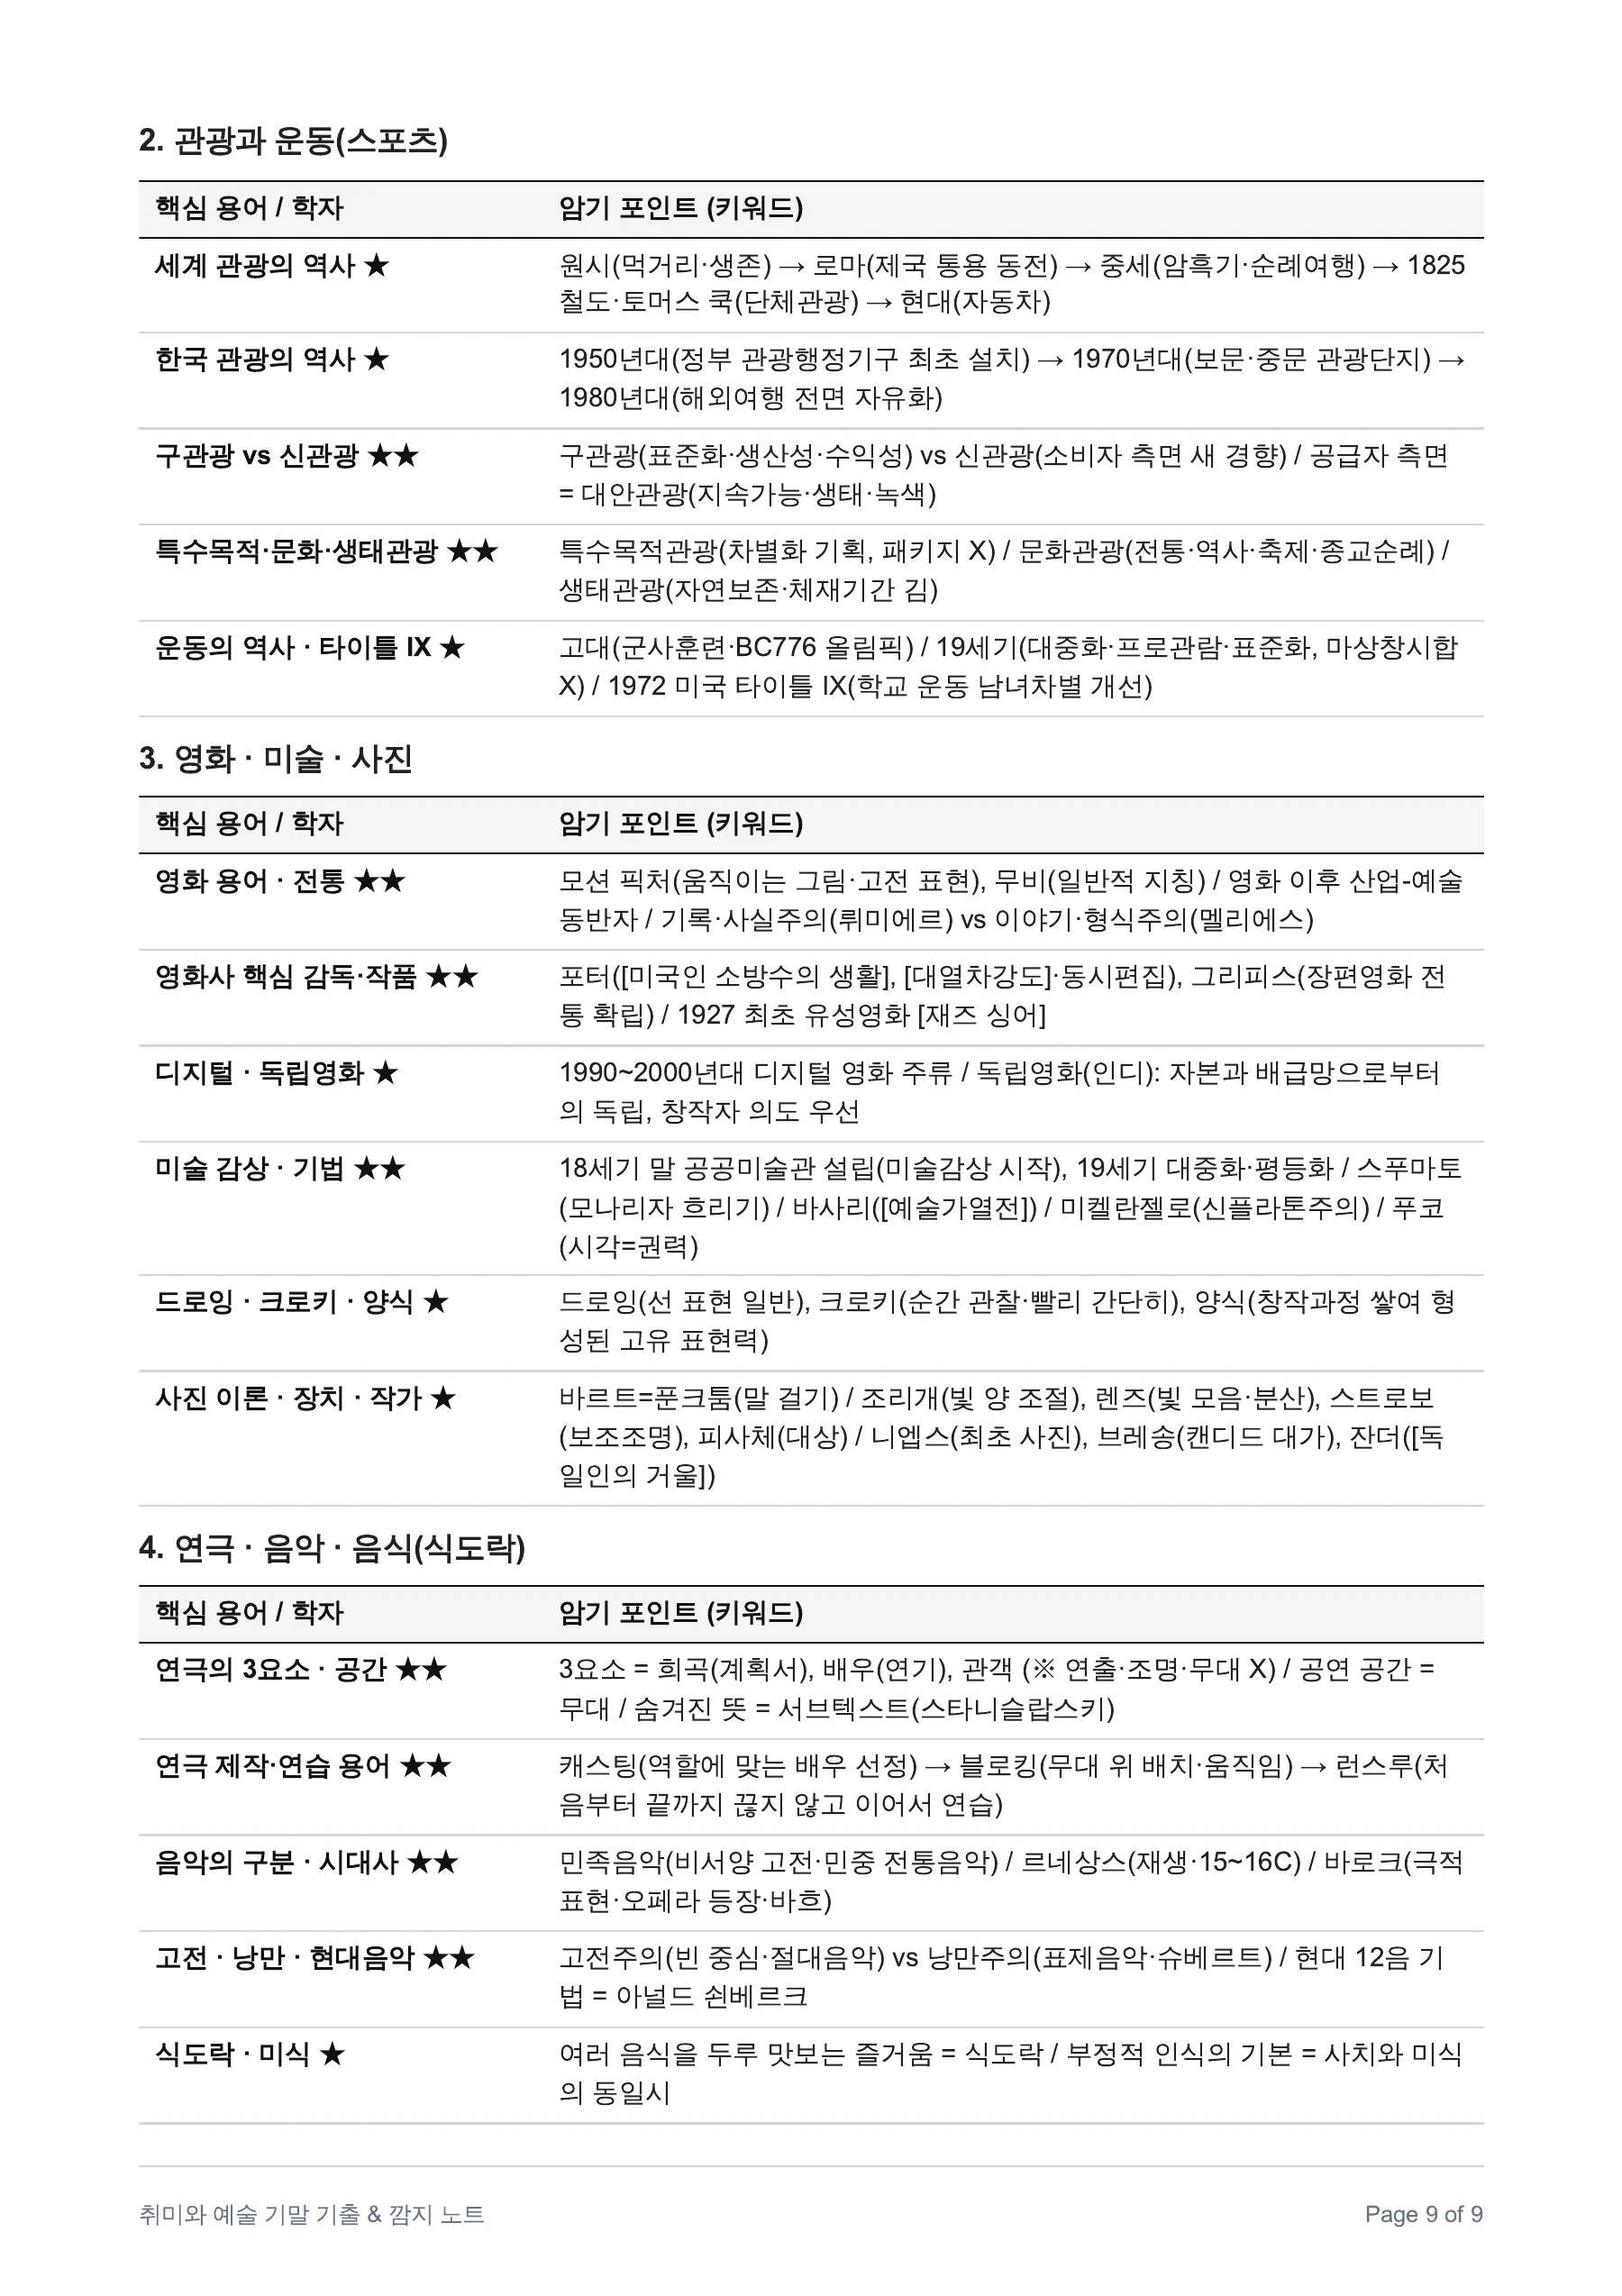 2. 관광과 운동(스포츠)
핵심 용어 / 학자 암기 포인트 (키워드)
세계 관광의 역사 ★ 원시(먹거리·생존) → 로마(제국 통용 동전) → 중세(암흑기·순례여행) → 1825
철도·토머스 쿡(단체관광) → 현대(자동차)
한국 관광의 역사 ★ 1950년대(정부 관광행정기구 최초 설치) → 1970년대(보문·중문 관광단지) →
1980년대(해외여행 전면 자유화)
구관광 vs 신관광 ★★ 구관광(표준화·생산성·수익성) vs 신관광(소비자 측면 새 경향) / 공급자 측면
= 대안관광(지속가능·생태·녹색)
특수목적·문화·생태관광 ★★ 특수목적관광(차별화 기획, 패키지 X) / 문화관광(전통·역사·축제·종교순례) /
생태관광(자연보존·체재기간 김)
운동의 역사 · 타이틀 IX ★ 고대(군사훈련·BC776 올림픽) / 19세기(대중화·프로관람·표준화, 마상창시합
X) / 1972 미국 타이틀 IX(학교 운동 남녀차별 개선)
3. 영화 · 미술 · 사진
핵심 용어 / 학자 암기 포인트 (키워드)
영화 용어 · 전통 ★★ 모션 픽처(움직이는 그림·고전 표현), 무비(일반적 지칭) / 영화 이후 산업-예술
동반자 / 기록·사실주의(뤼미에르) vs 이야기·형식주의(멜리에스)
영화사 핵심 감독·작품 ★★ 포터([미국인 소방수의 생활], [대열차강도]·동시편집), 그리피스(장편영화 전
통 확립) / 1927 최초 유성영화 [재즈 싱어]
디지털 · 독립영화 ★ 1990~2000년대 디지털 영화 주류 / 독립영화(인디): 자본과 배급망으로부터
의 독립, 창작자 의도 우선
미술 감상 · 기법 ★★ 18세기 말 공공미술관 설립(미술감상 시작), 19세기 대중화·평등화 / 스푸마토
(모나리자 흐리기) / 바사리([예술가열전]) / 미켈란젤로(신플라톤주의) / 푸코
(시각=권력)
드로잉 · 크로키 · 양식 ★ 드로잉(선 표현 일반), 크로키(순간 관찰·빨리 간단히), 양식(창작과정 쌓여 형
성된 고유 표현력)
사진 이론 · 장치 · 작가 ★ 바르트=푼크툼(말 걸기) / 조리개(빛 양 조절), 렌즈(빛 모음·분산), 스트로보
(보조조명), 피사체(대상) / 니엡스(최초 사진), 브레송(캔디드 대가), 잔더([독
일인의 거울])
4. 연극 · 음악 · 음식(식도락)
핵심 용어 / 학자 암기 포인트 (키워드)
연극의 3요소 · 공간 ★★ 3요소 = 희곡(계획서), 배우(연기), 관객 (※ 연출·조명·무대 X) / 공연 공간 =
무대 / 숨겨진 뜻 = 서브텍스트(스타니슬랍스키)
연극 제작·연습 용어 ★★ 캐스팅(역할에 맞는 배우 선정) → 블로킹(무대 위 배치·움직임) → 런스루(처
음부터 끝까지 끊지 않고 이어서 연습)
음악의 구분 · 시대사 ★★ 민족음악(비서양 고전·민중 전통음악) / 르네상스(재생·15~16C) / 바로크(극적
표현·오페라 등장·바흐)
고전 · 낭만 · 현대음악 ★★ 고전주의(빈 중심·절대음악) vs 낭만주의(표제음악·슈베르트) / 현대 12음 기
법 = 아널드 쇤베르크
식도락 · 미식 ★ 여러 음식을 두루 맛보는 즐거움 = 식도락 / 부정적 인식의 기본 = 사치와 미식
의 동일시
취미와 예술 기말 기출 & 깜지 노트 Page 9 of 9